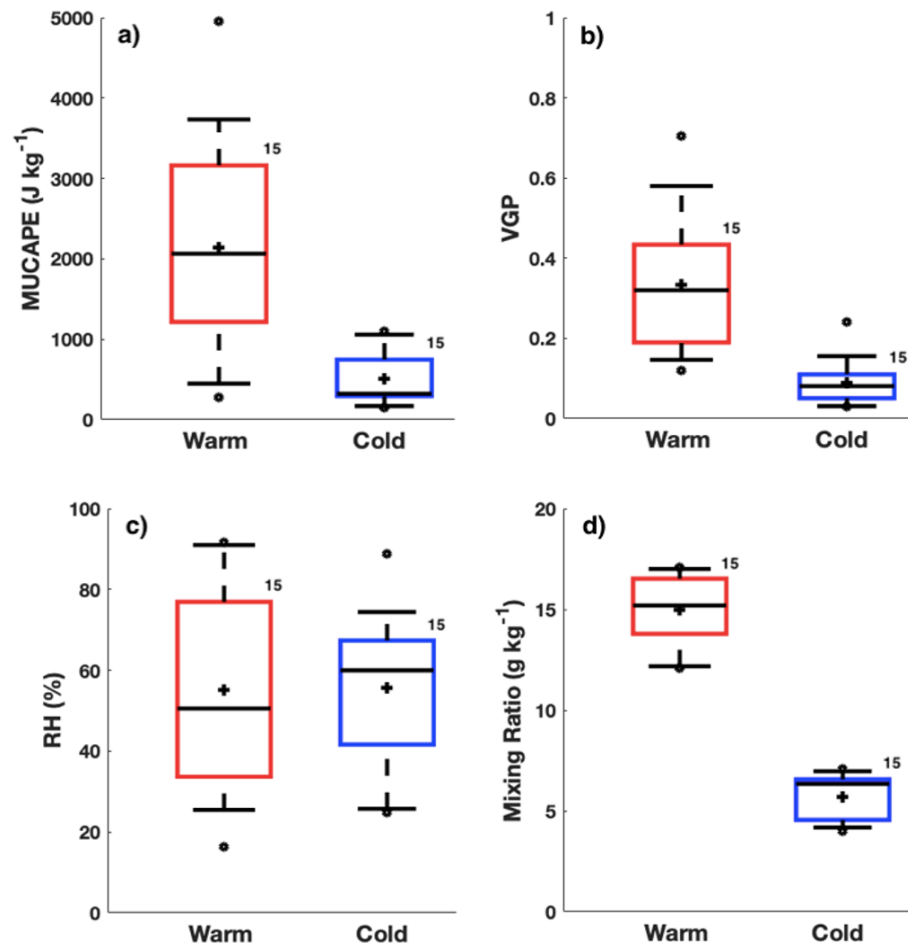 a)
MUCAPE (J kg⁻¹)
5000
4000
3000
2000
1000
0
15
15
Warm
Cold
b)
VGP
1
0.8
0.6
0.4
0.2
0
15
15
Warm
Cold
c)
RH (%)
100
80
60
40
20
0
15
15
Warm
Cold
d)
Mixing Ratio (g kg⁻¹)
20
15
10
5
0
15
15
Warm
Cold